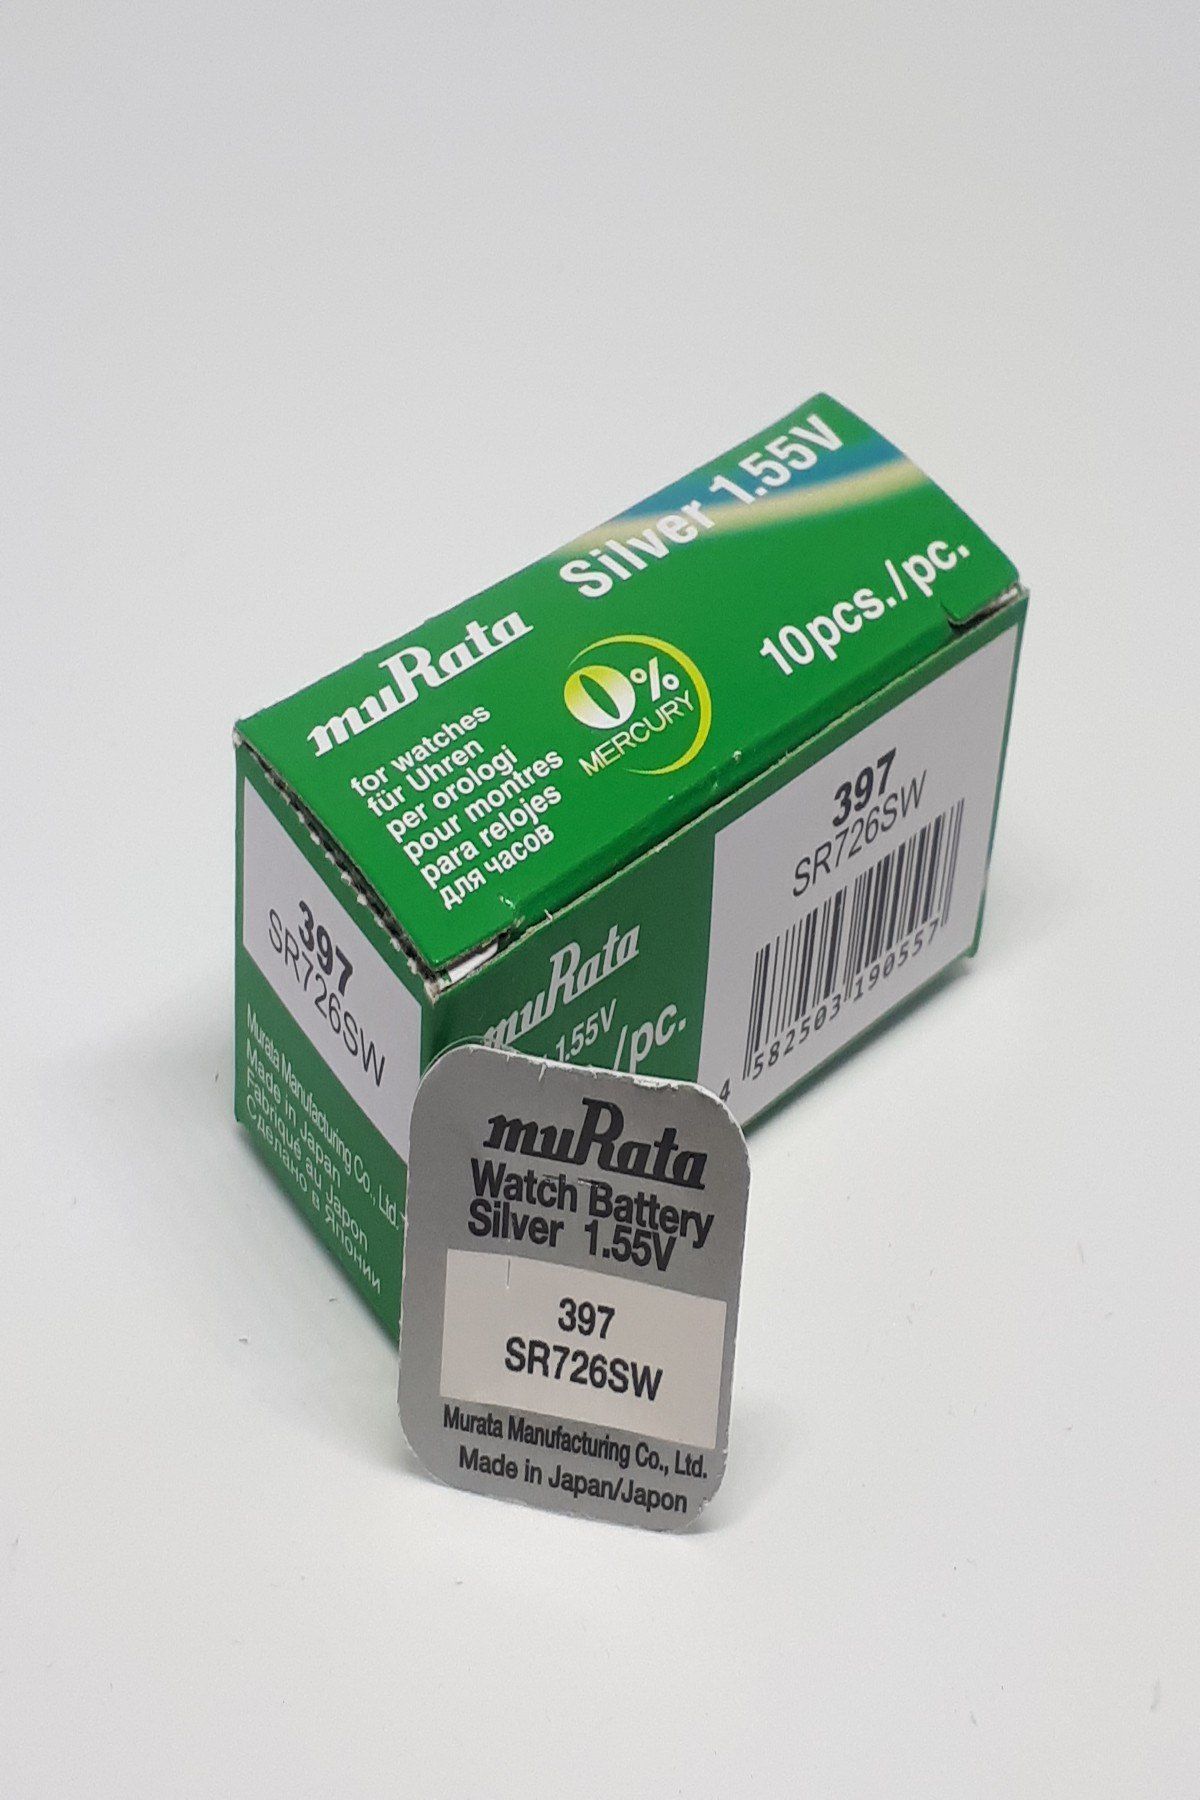 muRata
Silver 1.55V
for watches
für Uhren
per orologi
pour montres
para relojes
для часов
0%
MERCURY
10pcs./pc.
397
SR726SW
Murata Manufacturing Co., Ltd.
Made in Japan
Fabriqué au Japon
Сделано в Японии
muRata
1.55V
/pc.
397
SR726SW
4 582503 190557
muRata
Watch Battery
Silver 1.55V
397
SR726SW
Murata Manufacturing Co., Ltd.
Made in Japan/Japon